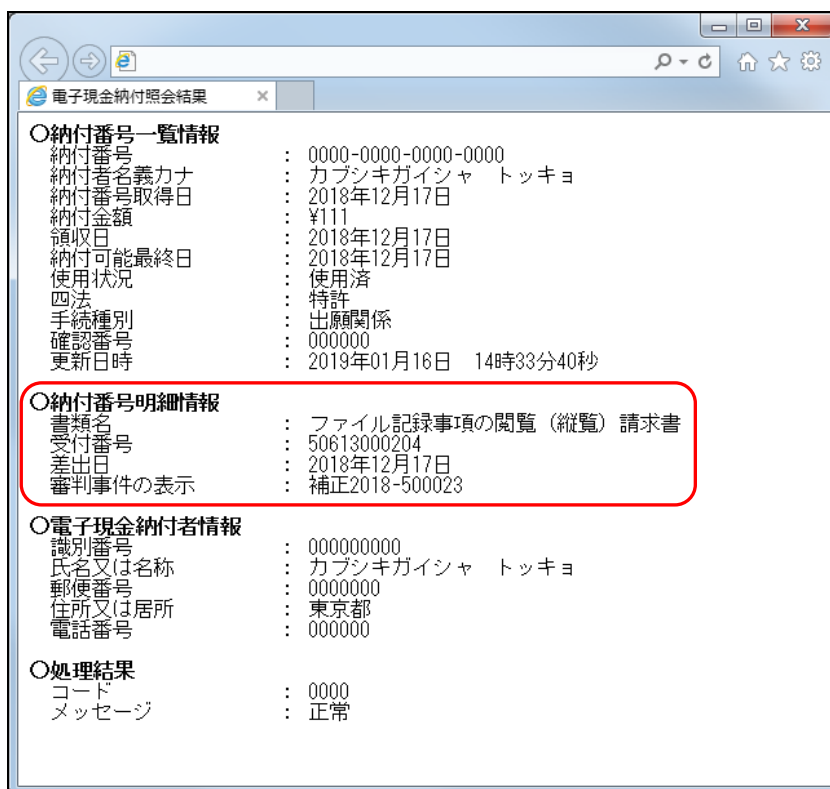 電子現金納付照会結果
〇納付番号一覧情報
納付番号 : 0000-0000-0000-0000
納付者名義カナ : カブシキガイシャ トッキョ
納付番号取得日 : 2018年12月17日
納付金額 : ¥111
領収日 : 2018年12月17日
納付可能最終日 : 2018年12月17日
使用状況 : 使用済
四法 : 特許
手続種別 : 出願関係
確認番号 : 000000
更新日時 : 2019年01月16日 14時33分40秒
〇納付番号明細情報
書類名 : ファイル記録事項の閲覧（縦覧）請求書
受付番号 : 50613000204
差出日 : 2018年12月17日
審判事件の表示 : 補正2018-500023
〇電子現金納付者情報
識別番号 : 000000000
氏名又は名称 : カブシキガイシャ トッキョ
郵便番号 : 0000000
住所又は居所 : 東京都
電話番号 : 000000
〇処理結果
コード : 0000
メッセージ : 正常